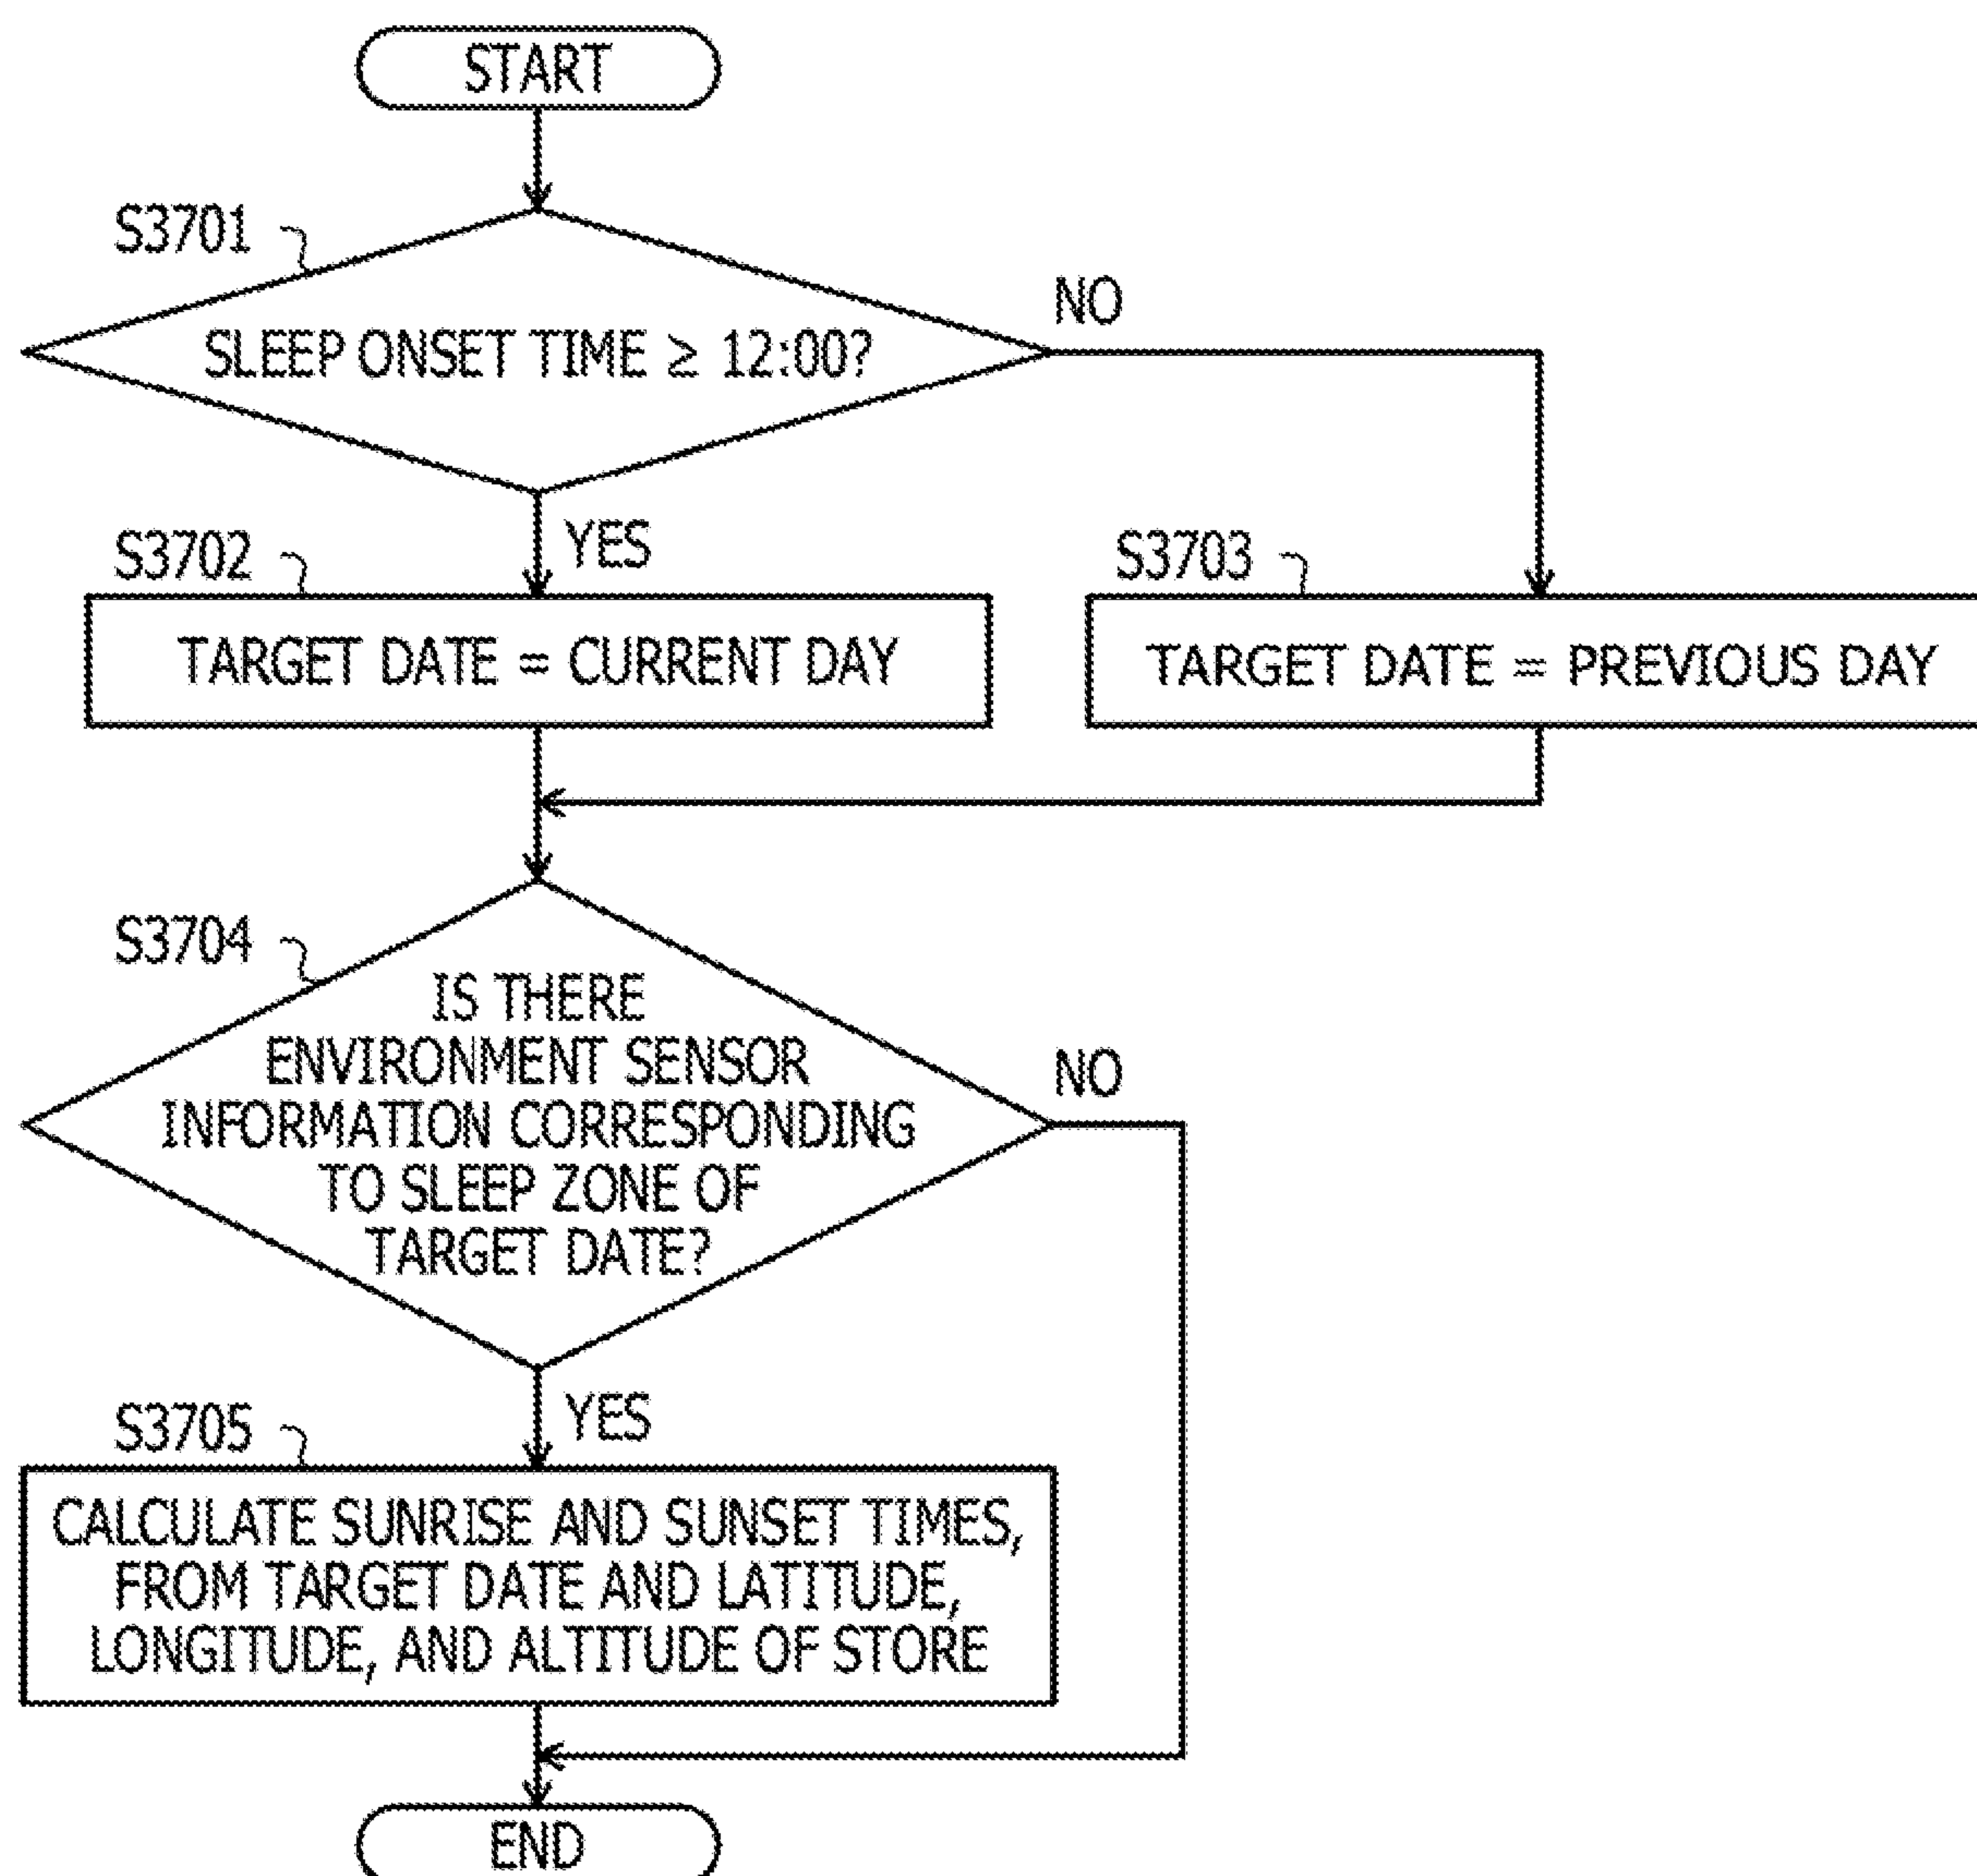 START
S3701
SLEEP ONSET TIME ≥ 12:00?
NO
YES
S3702
TARGET DATE = CURRENT DAY
S3703
TARGET DATE = PREVIOUS DAY
S3704
IS THERE
ENVIRONMENT SENSOR
INFORMATION CORRESPONDING
TO SLEEP ZONE OF
TARGET DATE?
NO
YES
S3705
CALCULATE SUNRISE AND SUNSET TIMES,
FROM TARGET DATE AND LATITUDE,
LONGITUDE, AND ALTITUDE OF STORE
END